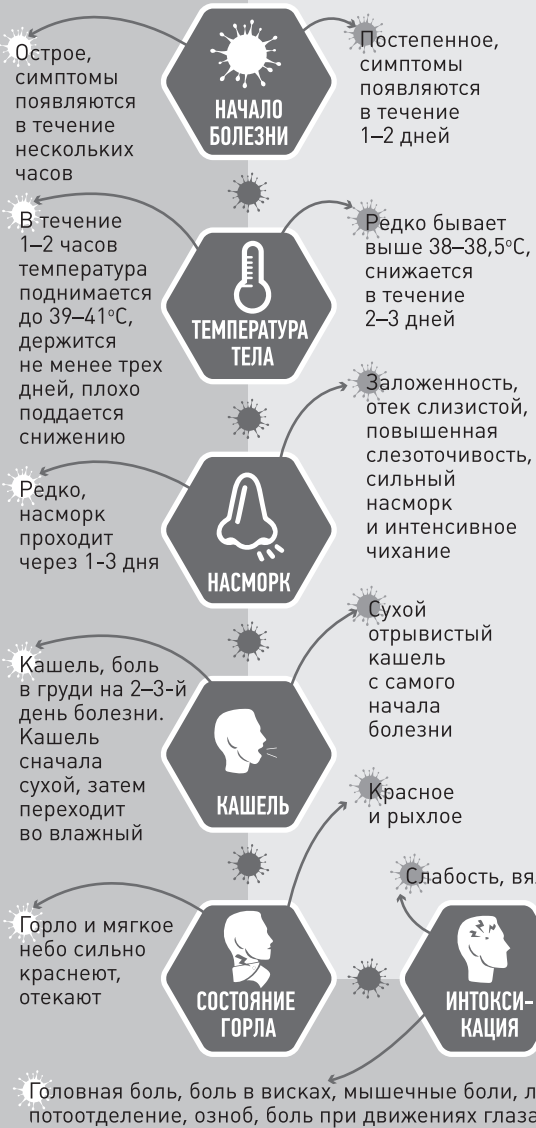 Острое,
симптомы
появляются
в течение
нескольких
часов
НАЧАЛО
БОЛЕЗНИ
Постепенное,
симптомы
появляются
в течение
1–2 дней
В течение
1–2 часов
температура
поднимается
до 39–41°С,
держится
не менее трех
дней, плохо
поддается
снижению
ТЕМПЕРАТУРА
ТЕЛА
Редко бывает
выше 38–38,5°С,
снижается
в течение
2–3 дней
Редко,
насморк
проходит
через 1-3 дня
НАСМОРК
Заложенность,
отек слизистой,
повышенная
слезоточивость,
сильный
насморк
и интенсивное
чихание
Кашель, боль
в груди на 2–3-й
день болезни.
Кашель
сначала
сухой, затем
переходит
во влажный
КАШЕЛЬ
Сухой
отрывистый
кашель
с самого
начала
болезни
Горло и мягкое
небо сильно
краснеют,
отекают
СОСТОЯНИЕ
ГОРЛА
Красное
и рыхлое
Слабость,
ИНТОКСИ-
КАЦИЯ
Головная боль, боль в висках, мышечные боли,
потоотделение, озноб, боль при движениях